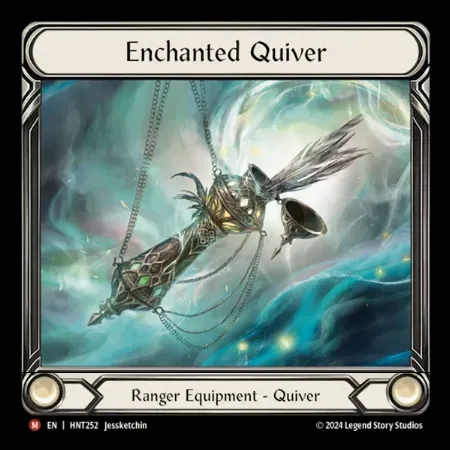 Enchanted Quiver
Ranger Equipment - Quiver
M EN | HNT252 Jessketchin © 2024 Legend Story Studios